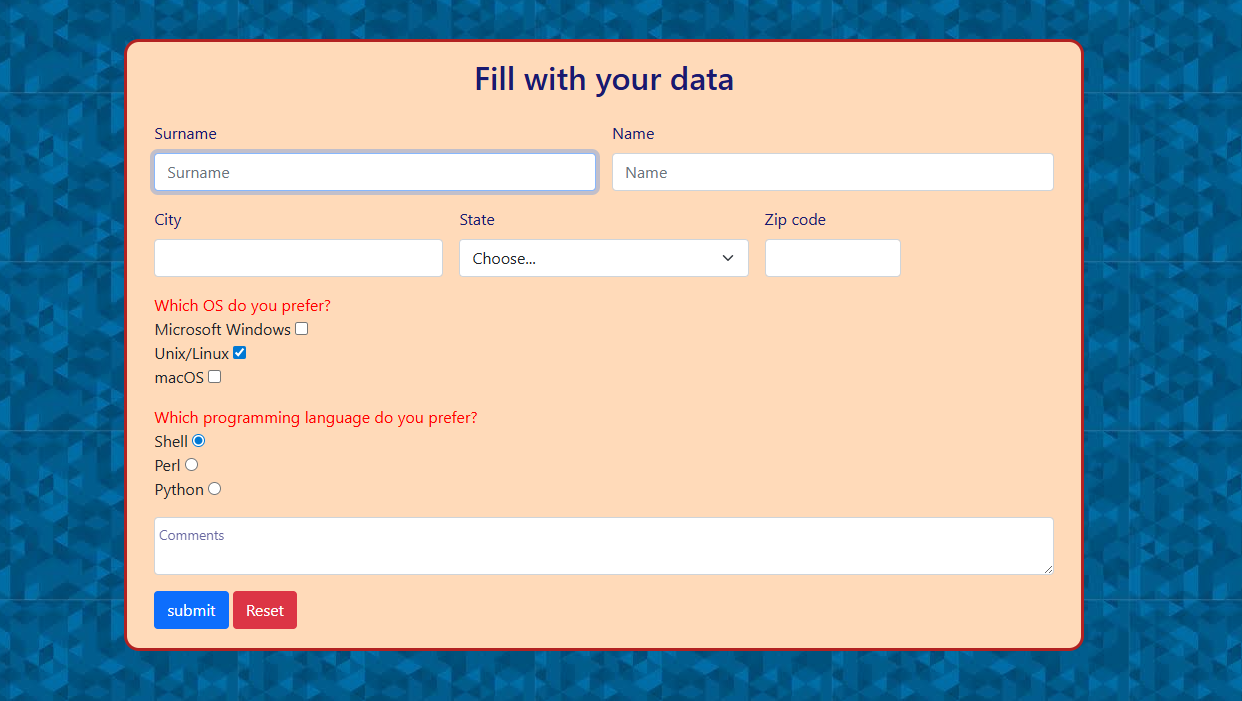 Fill with your data
Surname Name
Surname Name
City State Zip code
Choose...
Which OS do you prefer?
Microsoft Windows
Unix/Linux
macOS
Which programming language do you prefer?
Shell
Perl
Python
Comments
submit Reset